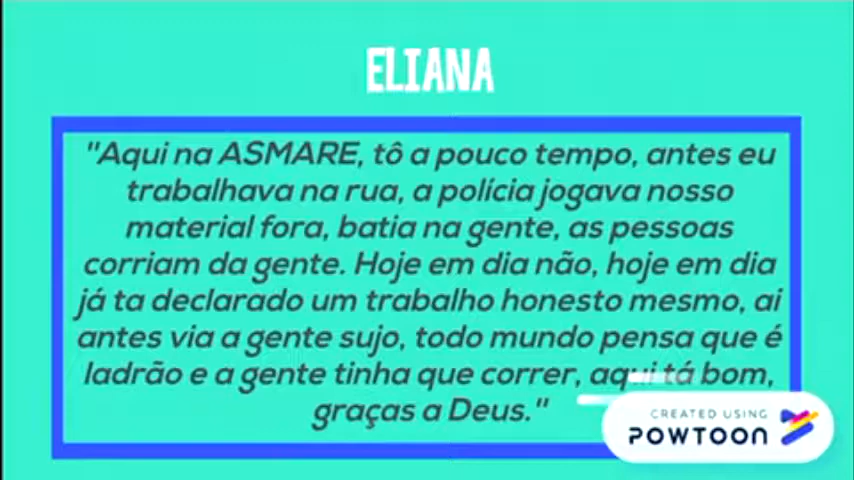 ELIANA
"Aqui na ASMARE, tô a pouco tempo, antes eu
trabalhava na rua, a polícia jogava nosso
material fora, batia na gente, as pessoas
corriam da gente. Hoje em dia não, hoje em dia
já ta declarado um trabalho honesto mesmo, ai
antes via a gente sujo, todo mundo pensa que é
ladrão e a gente tinha que correr, aqui tá bom,
graças a Deus."
CREATED USING
POWTOON